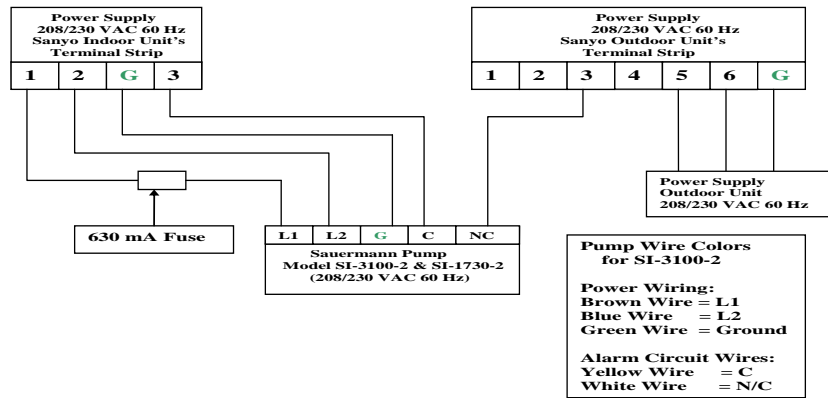 Power Supply
208/230 VAC 60 Hz
Sanyo Indoor Unit's
Terminal Strip
1 2 G 3
Power Supply
208/230 VAC 60 Hz
Sanyo Outdoor Unit's
Terminal Strip
1 2 3 4 5 6 G
630 mA Fuse
L1 L2 G C NC
Sauermann Pump
Model SI-3100-2 & SI-1730-2
(208/230 VAC 60 Hz)
Power Supply
Outdoor Unit
208/230 VAC 60 Hz
Pump Wire Colors
for SI-3100-2
Power Wiring:
Brown Wire = L1
Blue Wire = L2
Green Wire = Ground
Alarm Circuit Wires:
Yellow Wire = C
White Wire = N/C